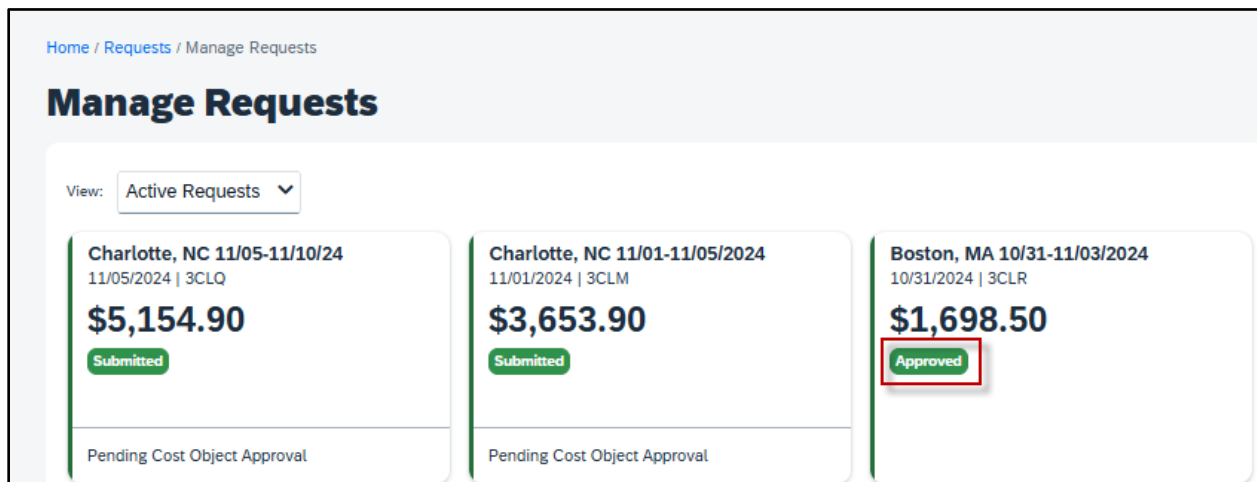 Home / Requests / Manage Requests
Manage Requests
View: Active Requests
Charlotte, NC 11/05-11/10/24
11/05/2024 | 3CLQ
$5,154.90
Submitted
Pending Cost Object Approval
Charlotte, NC 11/01-11/05/2024
11/01/2024 | 3CLM
$3,653.90
Submitted
Pending Cost Object Approval
Boston, MA 10/31-11/03/2024
10/31/2024 | 3CLR
$1,698.50
Approved